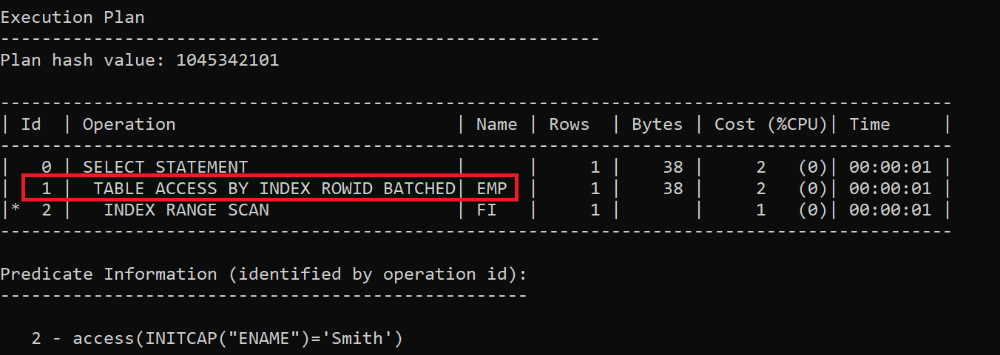 Execution Plan
----------------------------------------------------------
Plan hash value: 1045342101
--------------------------------------------------------------------------------------------
| Id  | Operation                           | Name | Rows  | Bytes | Cost (%CPU)| Time     |
--------------------------------------------------------------------------------------------
|   0 | SELECT STATEMENT                    |      |     1 |    38 |     2   (0)| 00:00:01 |
|   1 |  TABLE ACCESS BY INDEX ROWID BATCHED| EMP  |     1 |    38 |     2   (0)| 00:00:01 |
|*  2 |   INDEX RANGE SCAN                  | FI   |     1 |       |     1   (0)| 00:00:01 |
--------------------------------------------------------------------------------------------
Predicate Information (identified by operation id):
---------------------------------------------------
   2 - access(INITCAP("ENAME")='Smith')